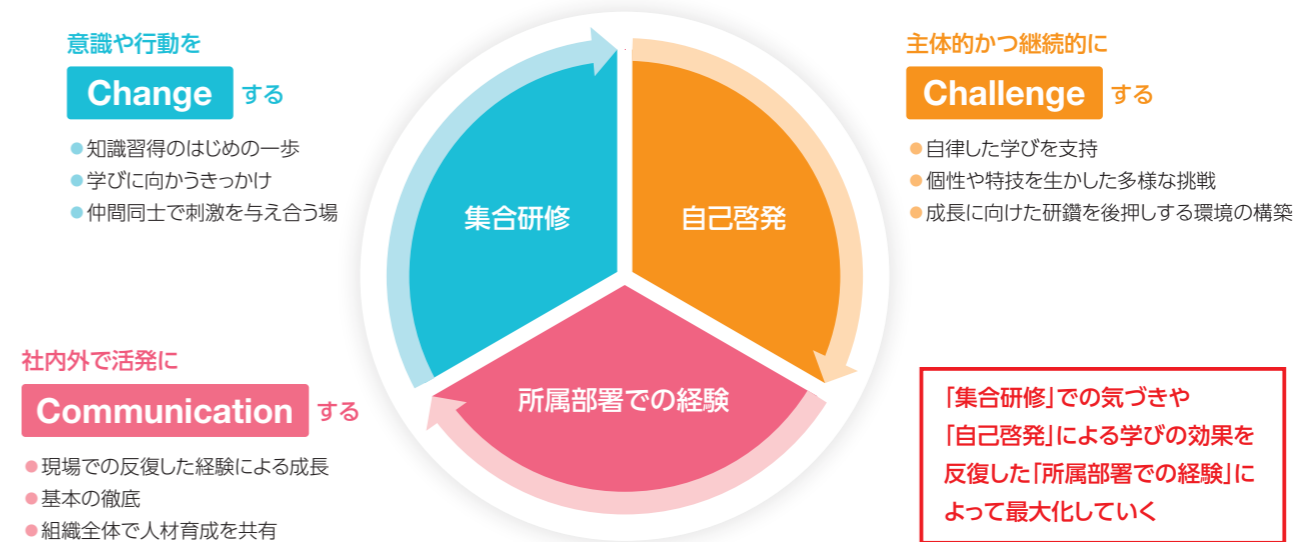 意識や行動を
Change する
●知識習得のはじめの一歩
●学びに向かうきっかけ
●仲間同士で刺激を与え合う場
主体的かつ継続的に
Challenge する
●自律した学びを支持
●個性や特技を生かした多様な挑戦
●成長に向けた研鑽を後押しする環境の構築
集合研修
自己啓発
所属部署での経験
社内外で活発に
Communication する
●現場での反復した経験による成長
●基本の徹底
●組織全体で人材育成を共有
「集合研修」での気づきや
「自己啓発」による学びの効果を
反復した「所属部署での経験」に
よって最大化していく